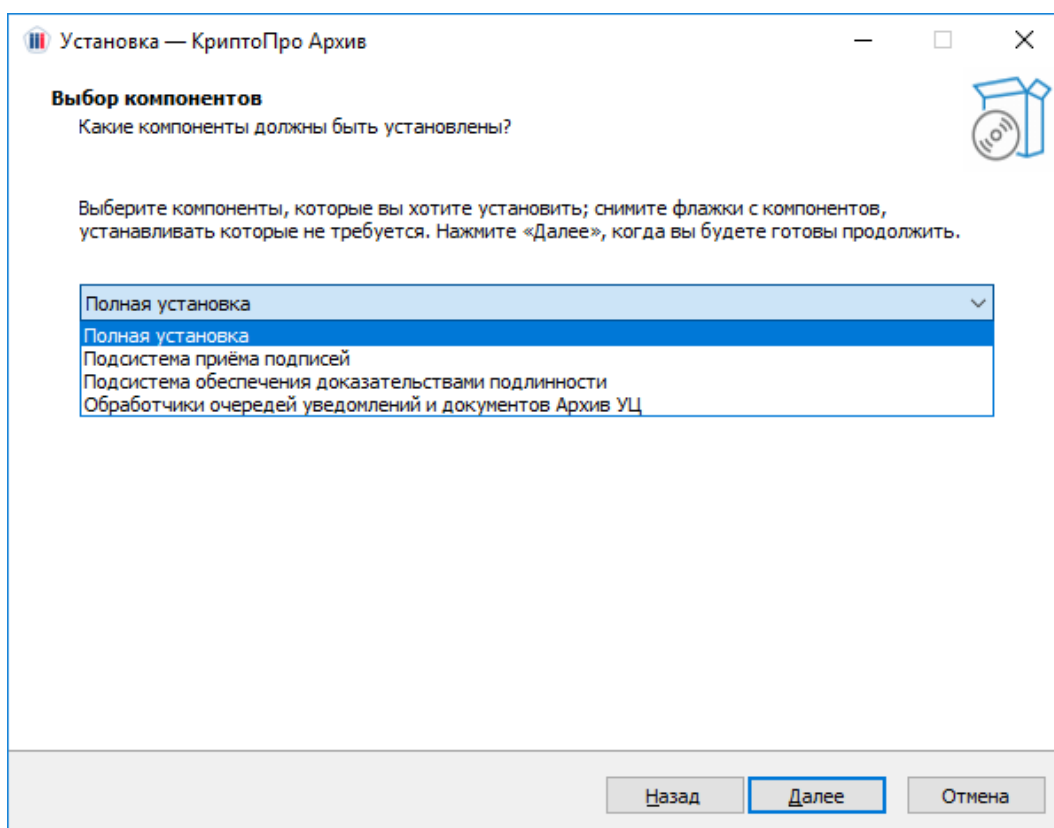 Установка — КриптоПро Архив
Выбор компонентов
Какие компоненты должны быть установлены?
Выберите компоненты, которые вы хотите установить; снимите флажки с компонентов,
устанавливать которые не требуется. Нажмите «Далее», когда вы будете готовы продолжить.
Полная установка
Полная установка
Подсистема приёма подписей
Подсистема обеспечения доказательствами подлинности
Обработчики очередей уведомлений и документов Архив УЦ
Назад
Далее
Отмена